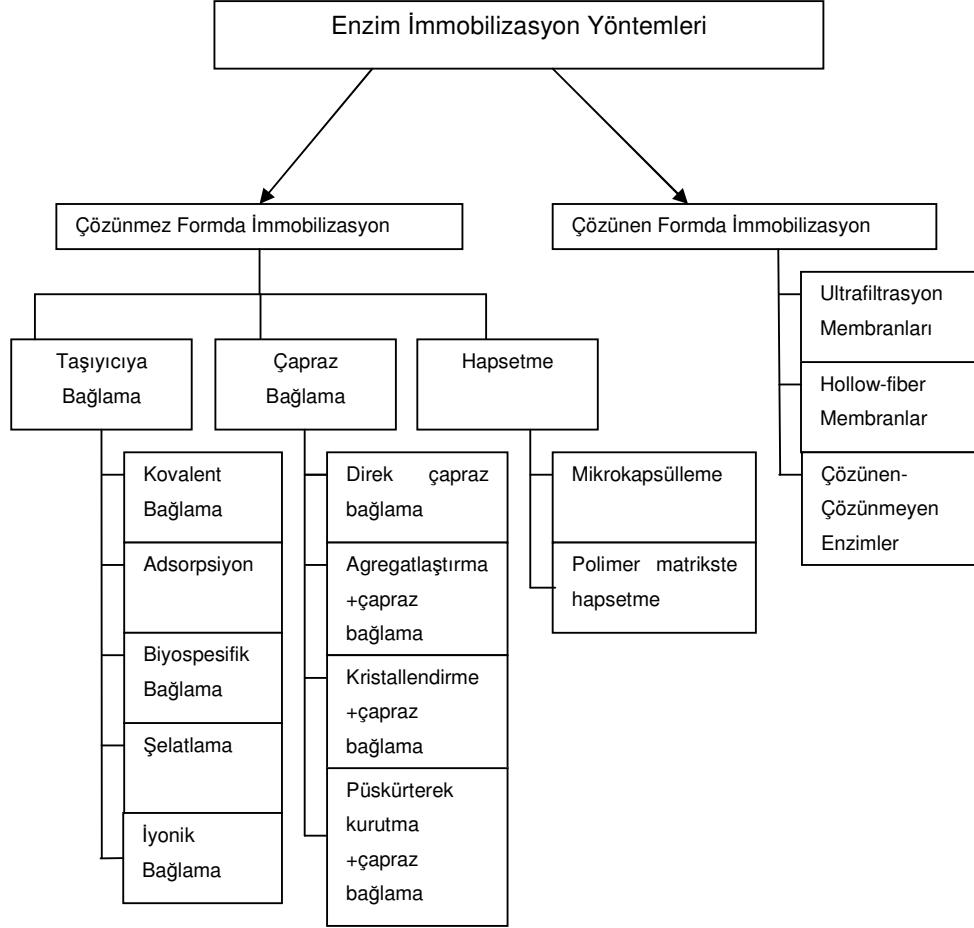 Enzim İmmobilizasyon Yöntemleri
Çözünmez Formda İmmobilizasyon
Çözünen Formda İmmobilizasyon
Taşıyıcıya
Bağlama
Çapraz
Bağlama
Hapsetme
Kovalent
Bağlama
Adsorpsiyon
Biyospesifik
Bağlama
Şelatlama
İyonik
Bağlama
Direk çapraz
bağlama
Agregatlaştırma
+çapraz
bağlama
Kristallendirme
+çapraz
bağlama
Püskürterek
kurutma
+çapraz
bağlama
Mikrokapsülleme
Polimer matrikste
hapsetme
Ultrafiltrasyon
Membranları
Hollow-fiber
Membranlar
Çözünen-
Çözünmeyen
Enzimler